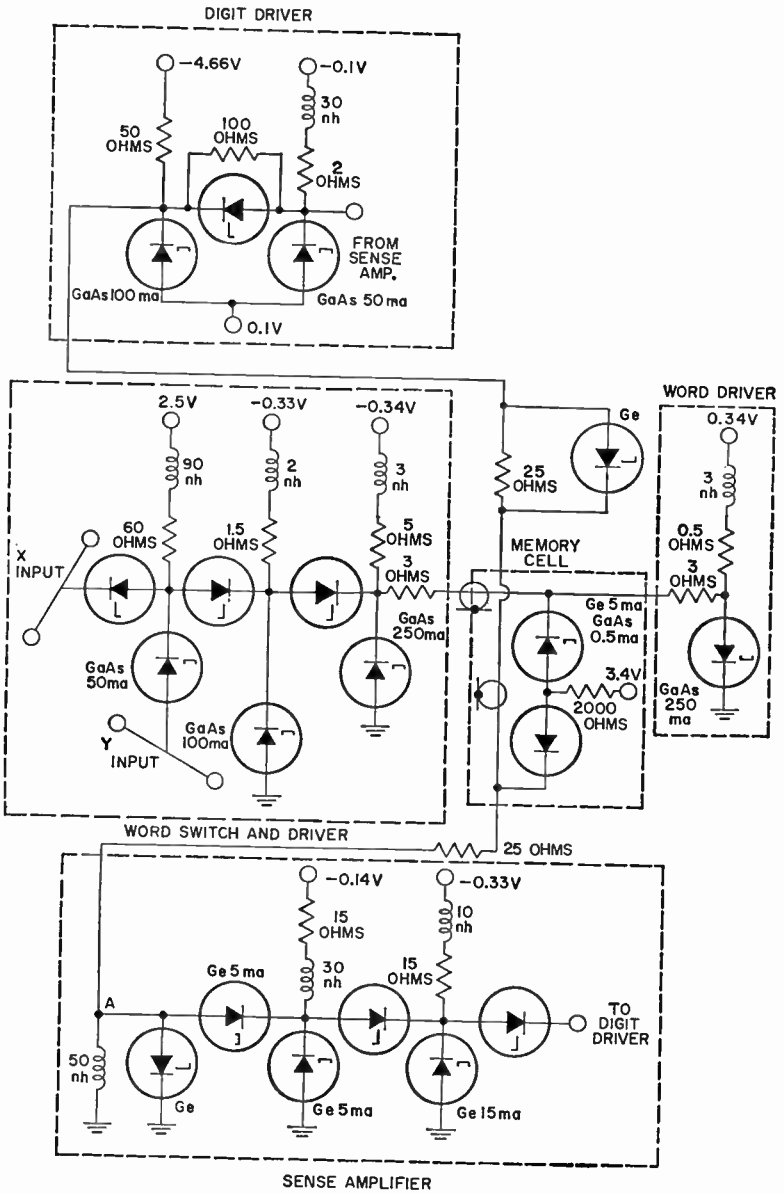 DIGIT DRIVER
-4.66V
-0.1V
30
nh
100
OHMS
50
OHMS
2
OHMS
FROM
SENSE
AMP.
GaAs 100 ma
GaAs 50 ma
0.1V
WORD DRIVER
2.5V
-0.33V
-0.34V
Ge
0.34V
90
nh
2
nh
3
nh
25
OHMS
3
nh
60
OHMS
1.5
OHMS
5
OHMS
0.5
OHMS
X
INPUT
3
OHMS
MEMORY
CELL
3
OHMS
GaAs
250ma
Ge 5 ma
GaAs
0.5ma
GaAs
50ma
3.4V
2000
OHMS
GaAs
250
ma
Y
INPUT
GaAs
100ma
WORD SWITCH AND DRIVER
25 OHMS
-0.14V
-0.33V
15
OHMS
10
nh
Ge 5 ma
30
nh
15
OHMS
A
TO
DIGIT
DRIVER
50
nh
Ge
Ge 5 ma
Ge 15 ma
SENSE AMPLIFIER